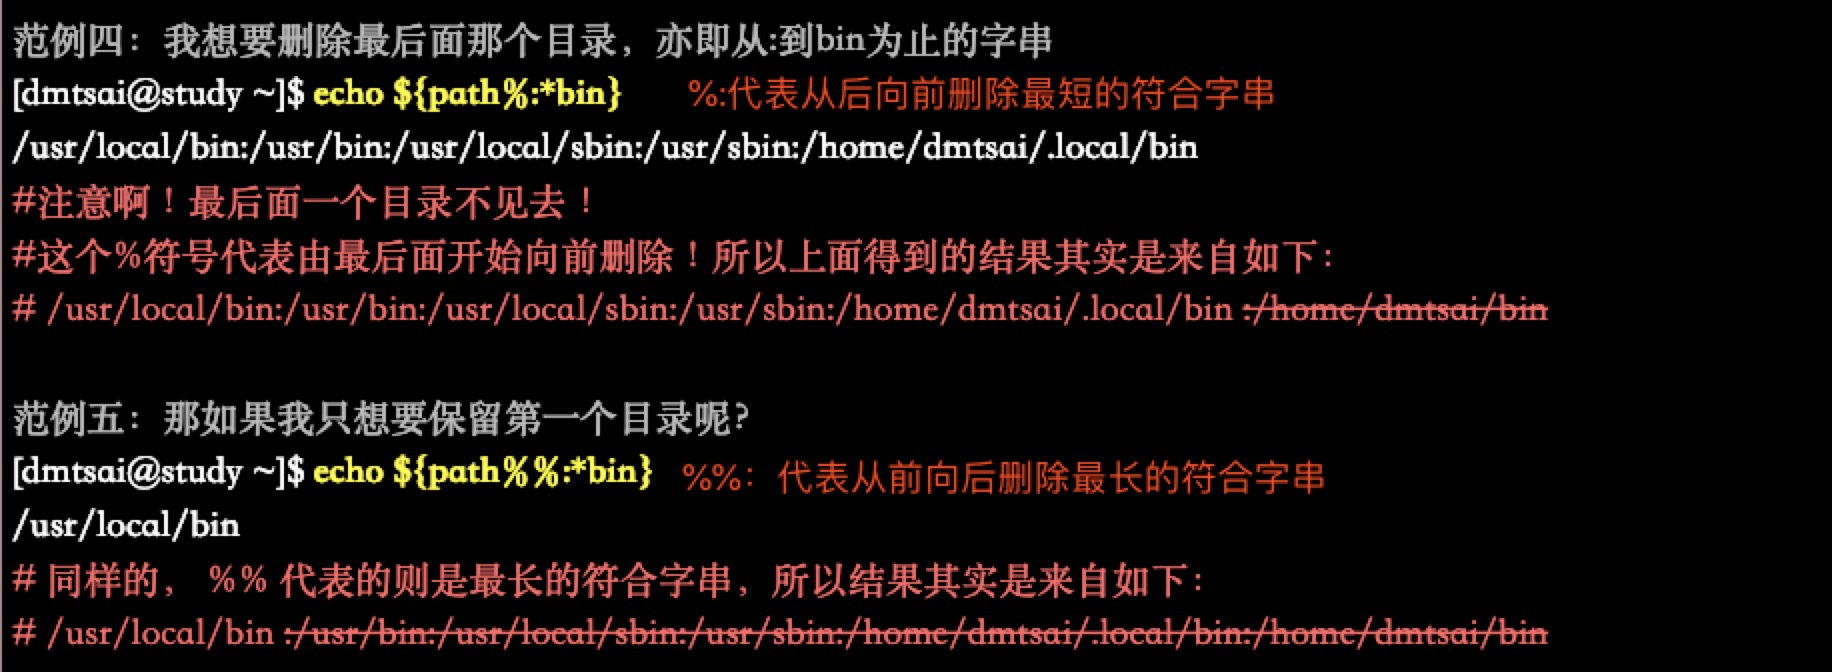 范例四：我想要删除最后面那个目录，亦即从:到bin为止的字串
[dmtsai@study ~]$ echo ${path%:*bin} %:代表从后向前删除最短的符合字串
/usr/local/bin:/usr/bin:/usr/local/sbin:/usr/sbin:/home/dmtsai/.local/bin
#注意啊！最后面一个目录不见去！
#这个%符号代表由最后面开始向前删除！所以上面得到的结果其实是来自如下：
# /usr/local/bin:/usr/bin:/usr/local/sbin:/usr/sbin:/home/dmtsai/.local/bin :/home/dmtsai/bin
范例五：那如果我只想要保留第一个目录呢?
[dmtsai@study ~]$ echo ${path%%:*bin} %%：代表从前向后删除最长的符合字串
/usr/local/bin
# 同样的， %% 代表的则是最长的符合字串，所以结果其实是来自如下：
# /usr/local/bin :/usr/bin:/usr/local/sbin:/usr/sbin:/home/dmtsai/.local/bin:/home/dmtsai/bin